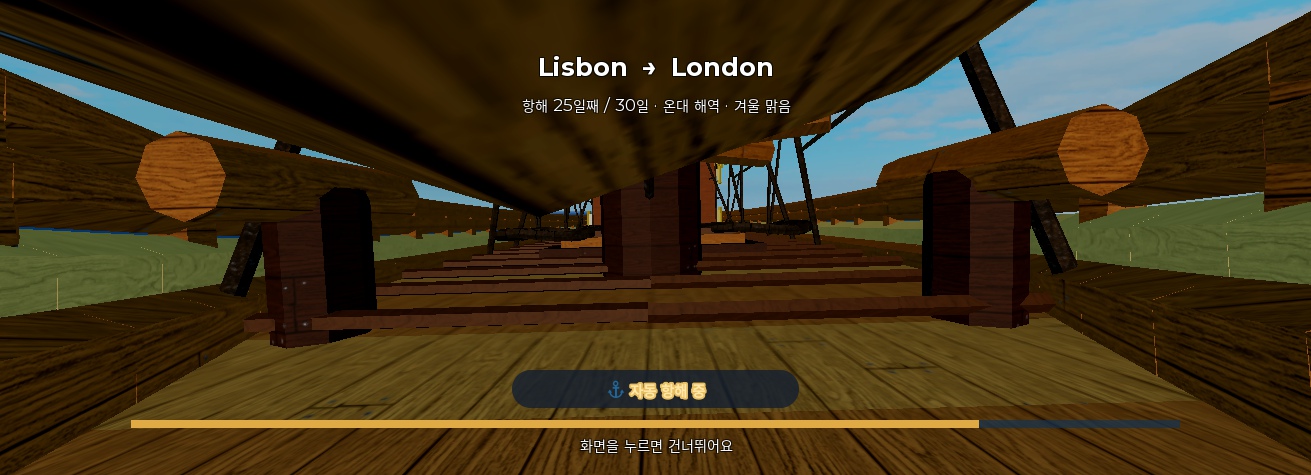 Lisbon → London
항해 25일째 / 30일 · 온대 해역 · 겨울 맑음
⚓ 자동 항해 중
화면을 누르면 건너뛰어요